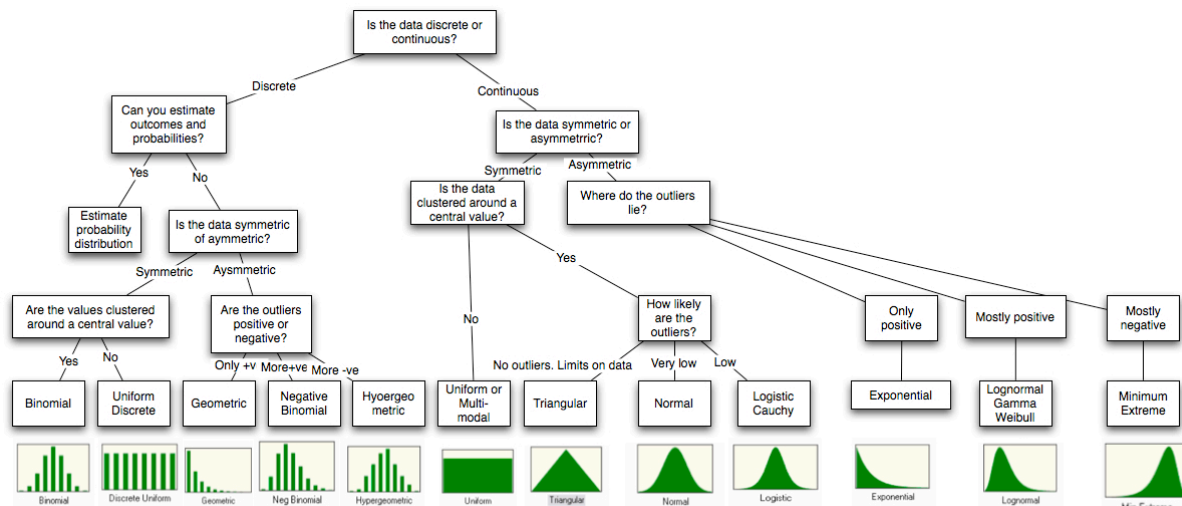 Is the data discrete or
continuous?
Discrete
Continuous
Can you estimate
outcomes and
probabilities?
Is the data symmetric or
asymmetrric?
Yes
No
Symmetric
Asymmetric
Estimate
probability
distribution
Is the data symmetric
of aymmetric?
Is the data
clustered around a
central value?
Where do the outliers
lie?
Symmetric
Aysmmetric
No
Yes
Are the values clustered
around a central value?
Are the outliers
positive or
negative?
How likely
are the
outliers?
Only
positive
Mostly positive
Mostly
negative
Yes
No
Only +v
More+ve
More -ve
No outliers. Limits on data
Very low
Low
Binomial
Uniform
Discrete
Geometric
Negative
Binomial
Hyoergeo
metric
Uniform or
Multi-
modal
Triangular
Normal
Logistic
Cauchy
Exponential
Lognormal
Gamma
Weibull
Minimum
Extreme
Binomial
Discrete Uniform
Geometric
Neg Binomial
Hypergeometric
Uniform
Triangular
Normal
Logistic
Exponential
Lognormal